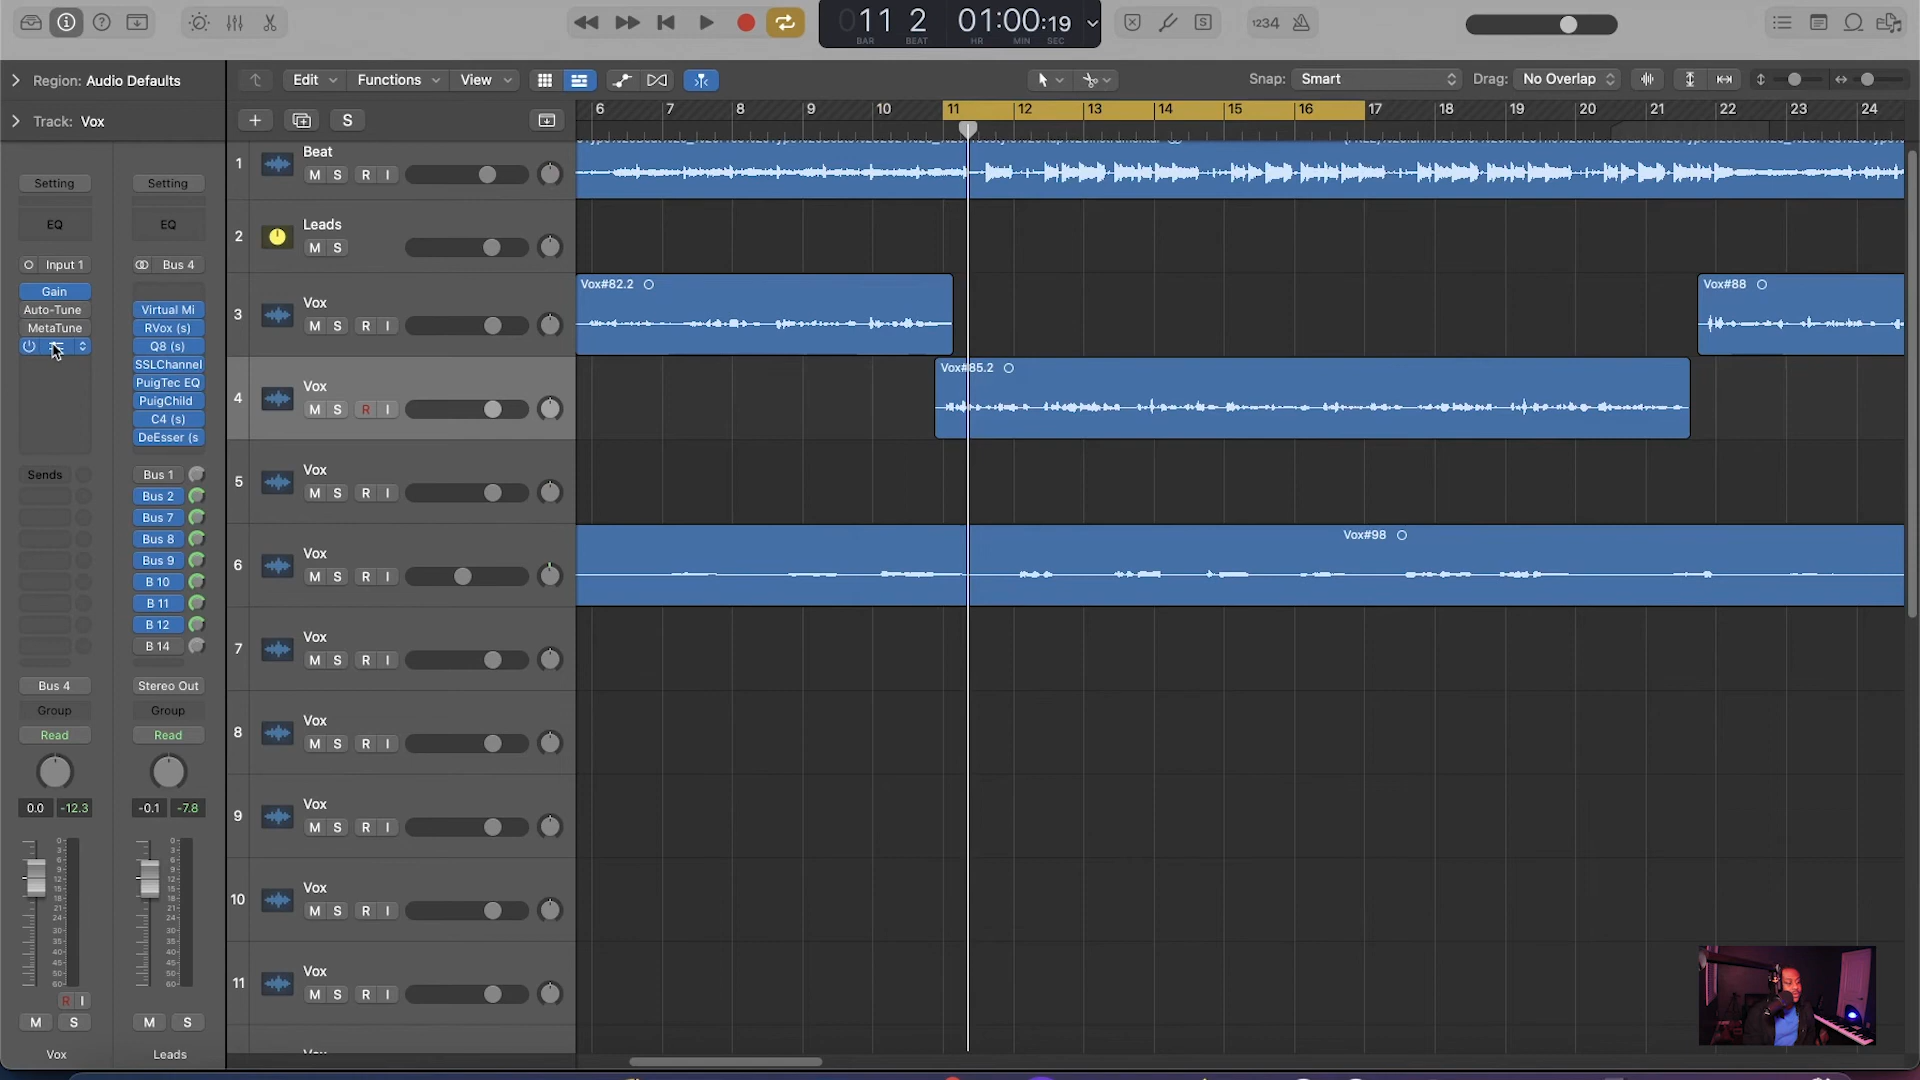 11 2 01:00:19
BAR BEAT HR MIN SEC
1234
Region: Audio Defaults
Edit Functions View
Snap: Smart Drag: No Overlap
Track: Vox
S
6 7 8 9 10 11 12 13 14 15 16 17 18 19 20 21 22 23 24
Setting Setting
EQ EQ
Input 1 Bus 4
Gain
Auto-Tune Virtual Mi
MetaTune RVox (s)
Q8 (s)
SSLChannel
PuigTec EQ
PuigChild
C4 (s)
DeEsser (s
Sends Bus 1
Bus 2
Bus 7
Bus 8
Bus 9
B 10
B 11
B 12
B 14
Bus 4 Stereo Out
Group Group
Read Read
0.0 -12.3 -0.1 -7.8
R I
M S M S
Vox Leads
1 Beat
M S R I
2 Leads
M S
3 Vox
M S R I
Vox#82.2 Vox#88
4 Vox
M S R I
Vox#85.2
5 Vox
M S R I
6 Vox
M S R I
Vox#98
7 Vox
M S R I
8 Vox
M S R I
9 Vox
M S R I
10 Vox
M S R I
11 Vox
M S R I